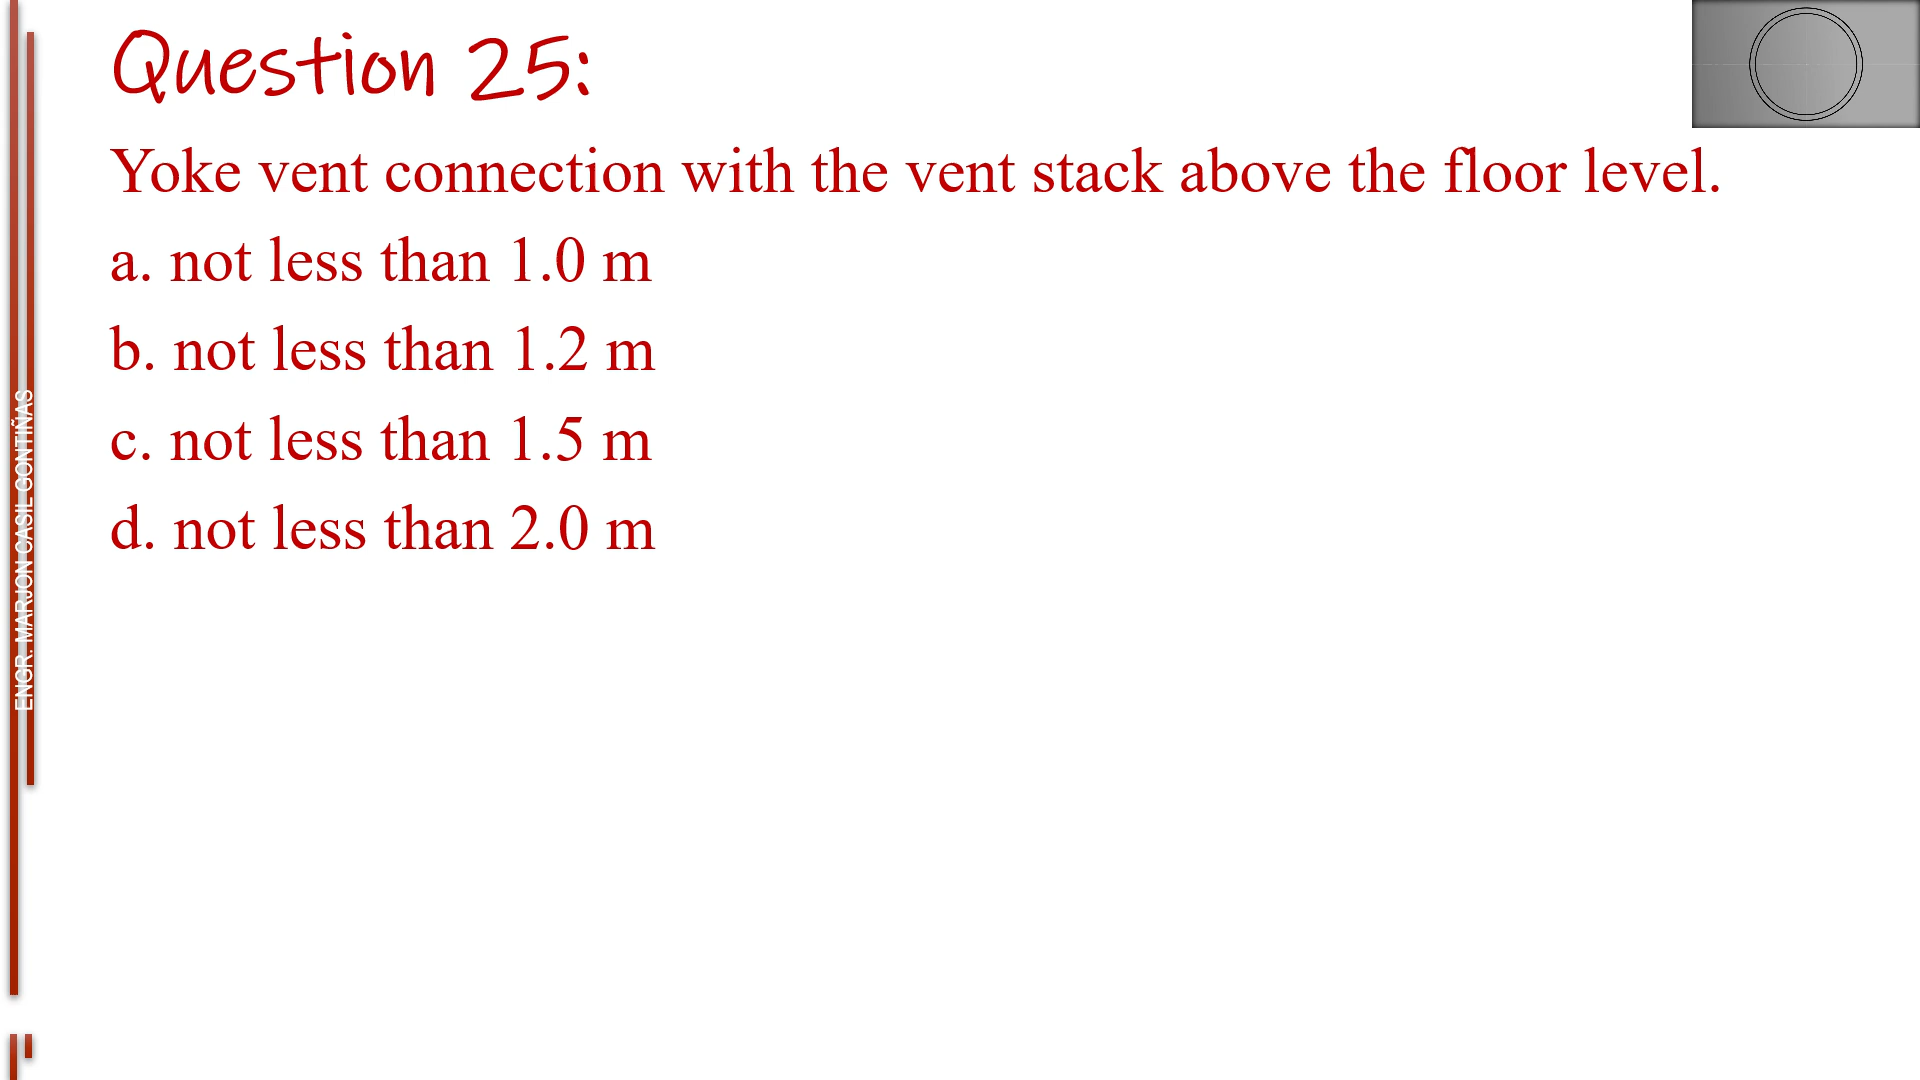 Question 25:
Yoke vent connection with the vent stack above the floor level.
a. not less than 1.0 m
b. not less than 1.2 m
c. not less than 1.5 m
d. not less than 2.0 m
ENGR. MARJON CASIL GONTIÑAS